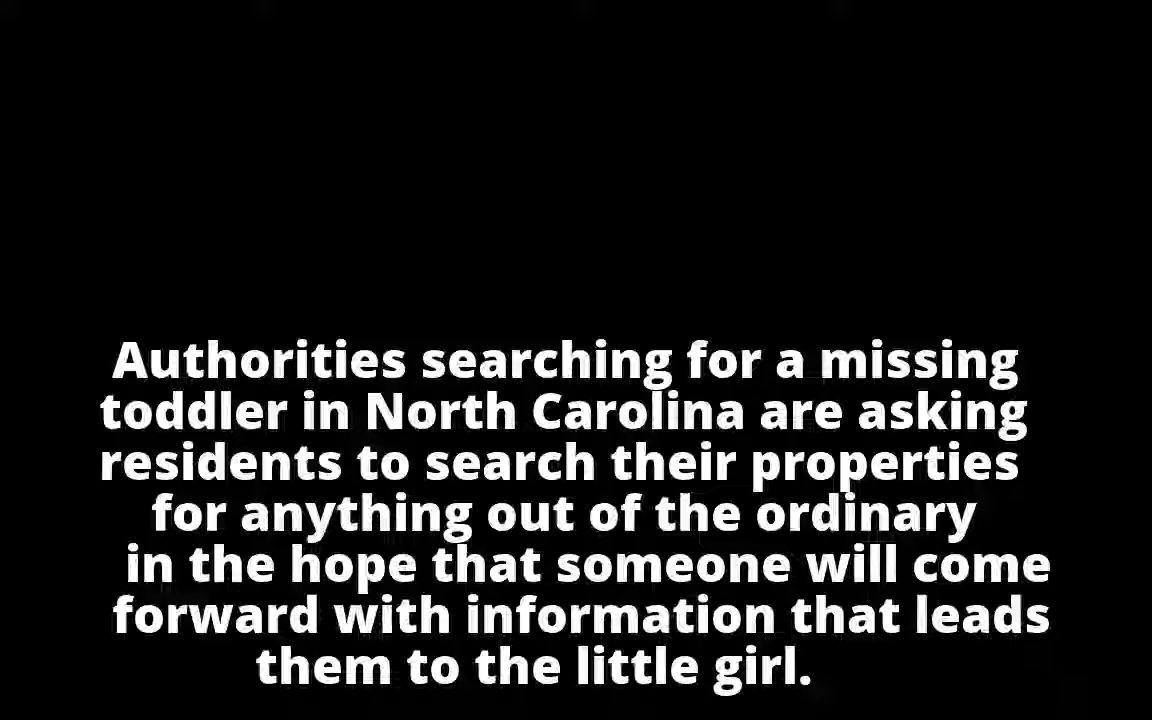 Authorities searching for a missing
toddler in North Carolina are asking
residents to search their properties
for anything out of the ordinary
in the hope that someone will come
forward with information that leads
them to the little girl.